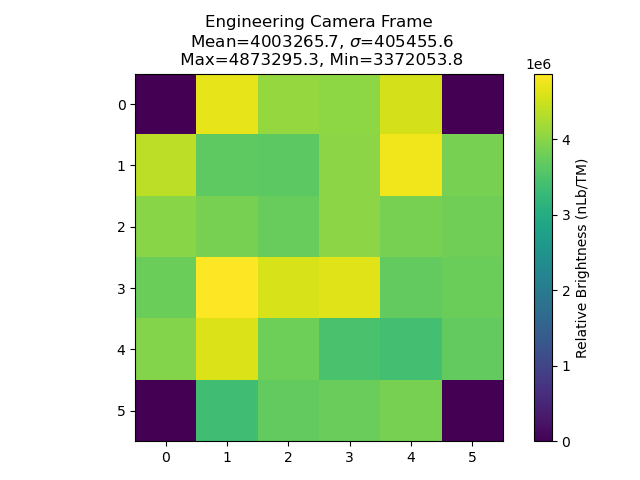 Engineering Camera Frame
Mean=4003265.7, σ=405455.6
Max=4873295.3, Min=3372053.8
1e6
0
1
2
3
4
5
0 1 2 3 4 5
4
3
2
1
0
Relative Brightness (nLb/TM)